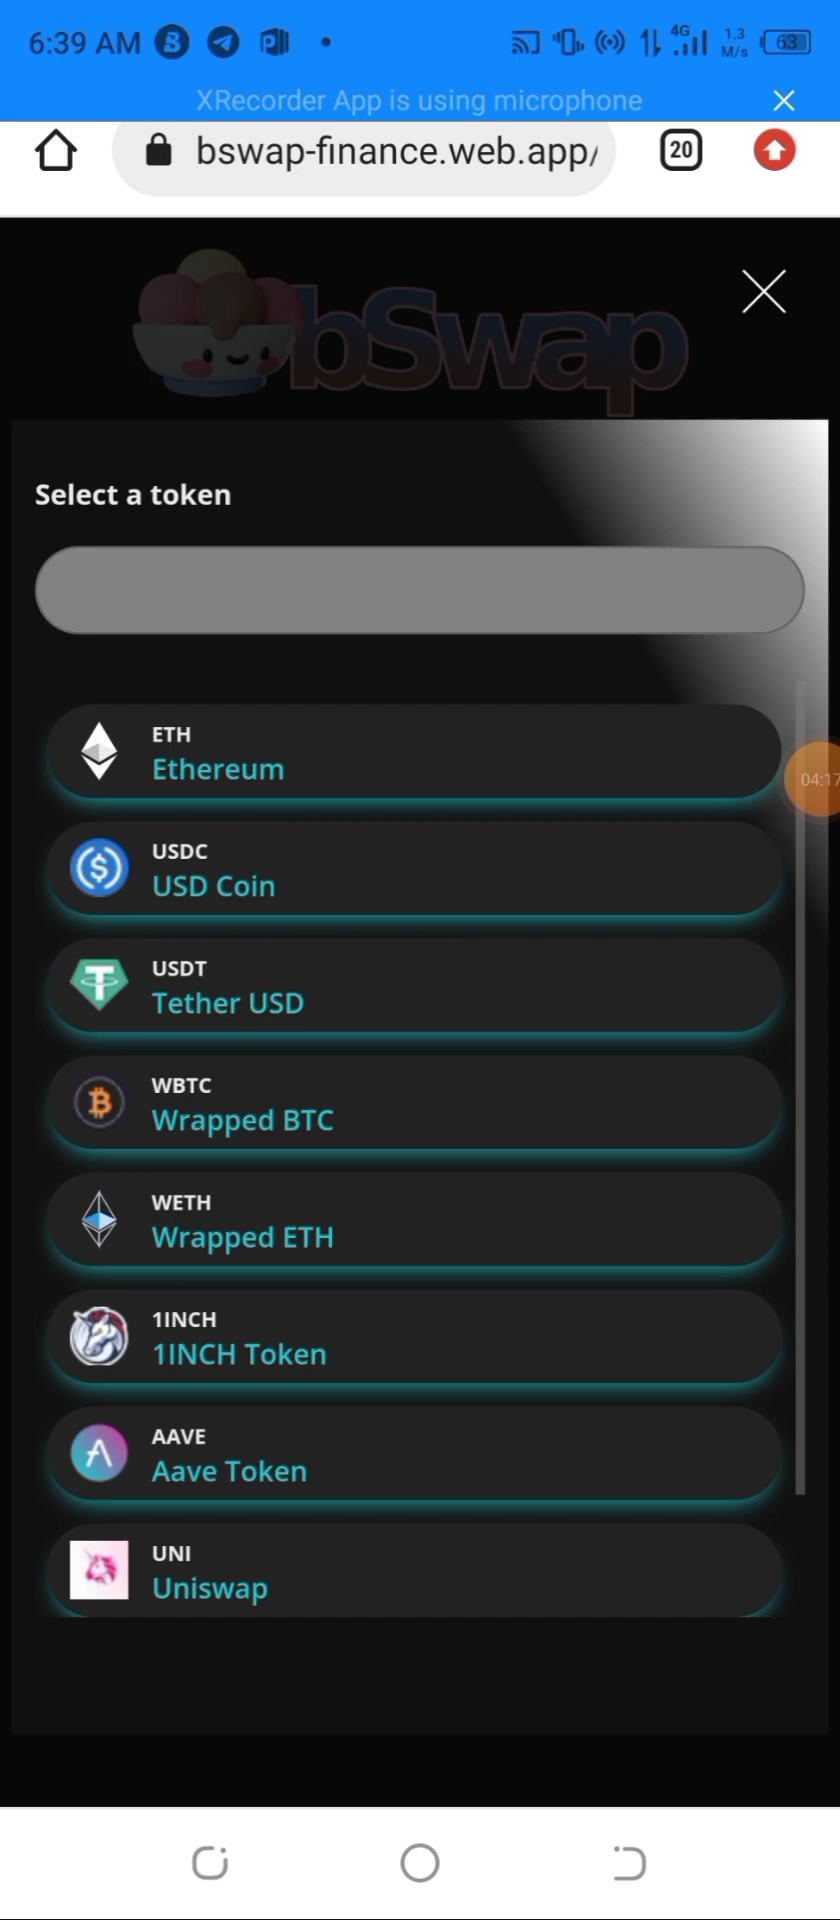 6:39 AM
4G
1.3
M/s
63
XRecorder App is using microphone
bswap-finance.web.app/
20
bSwap
Select a token
ETH
Ethereum
USDC
USD Coin
04:17
USDT
Tether USD
WBTC
Wrapped BTC
WETH
Wrapped ETH
1INCH
1INCH Token
AAVE
Aave Token
UNI
Uniswap